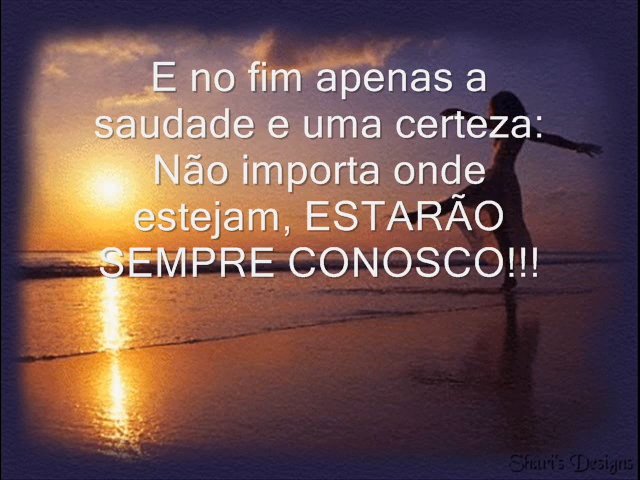 E no fim apenas a
saudade e uma certeza:
Não importa onde
estejam, ESTARÃO
SEMPRE CONOSCO!!!
Shari's Designs